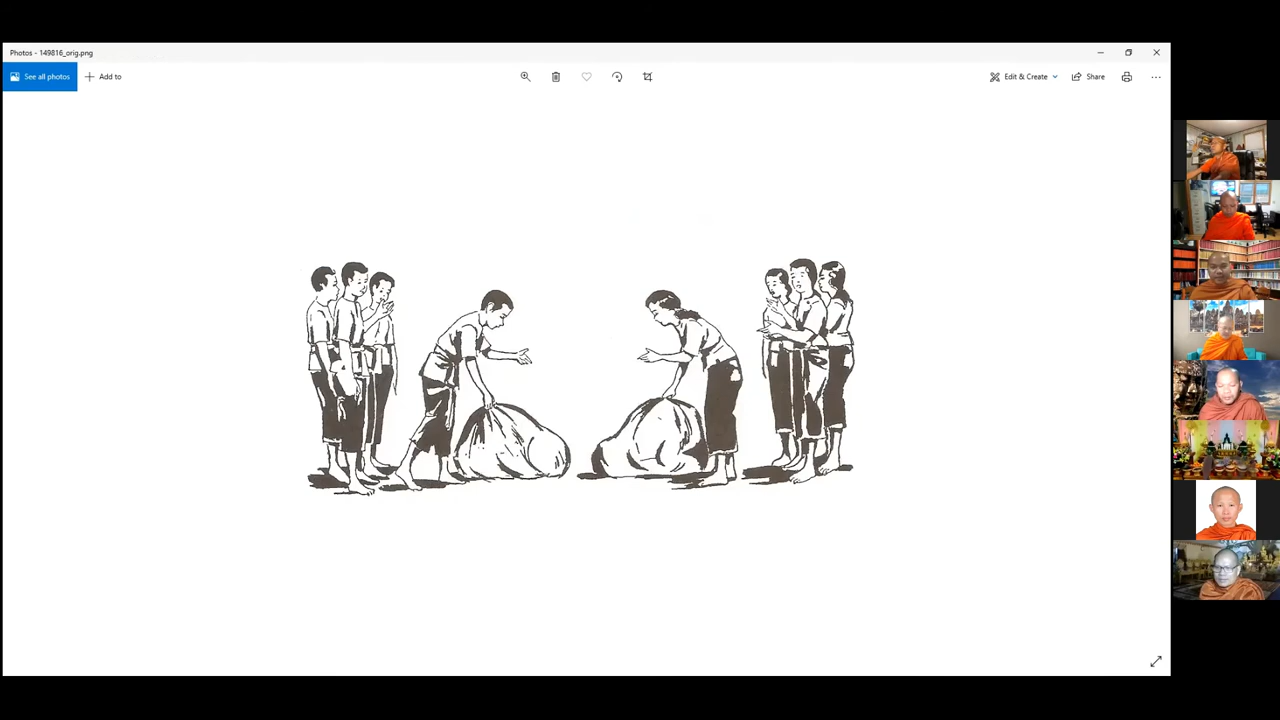 Photos - 149816_orig.png
See all photos
Add to
Edit & Create
Share